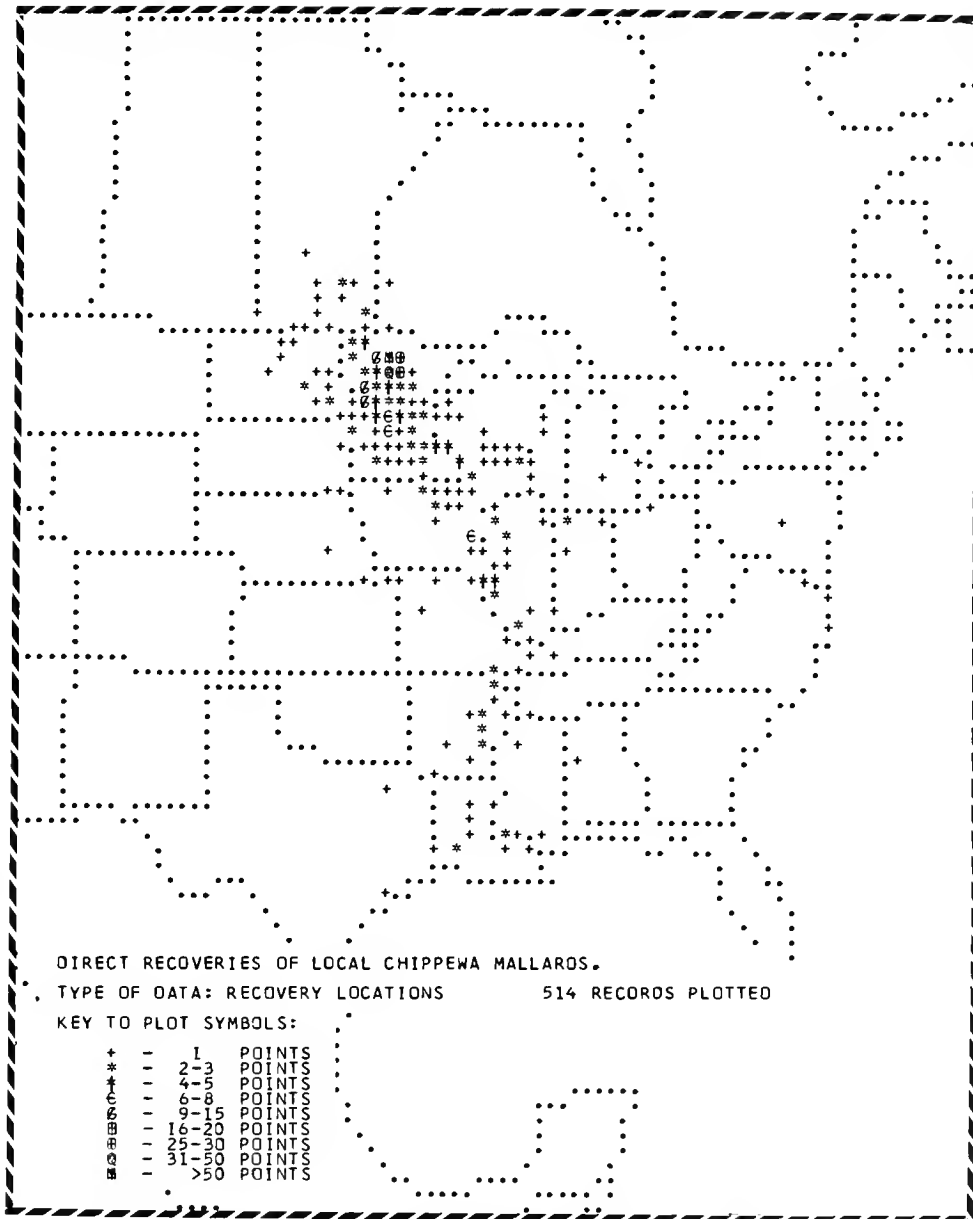 DIRECT RECOVERIES OF LOCAL CHIPPEWA MALLARDS.
TYPE OF DATA: RECOVERY LOCATIONS 514 RECORDS PLOTTED
KEY TO PLOT SYMBOLS:
+ - 1 POINTS
* - 2-3 POINTS
‡ - 4-5 POINTS
€ - 6-8 POINTS
- 9-15 POINTS
- 16-20 POINTS
- 25-30 POINTS
- 31-50 POINTS
- >50 POINTS